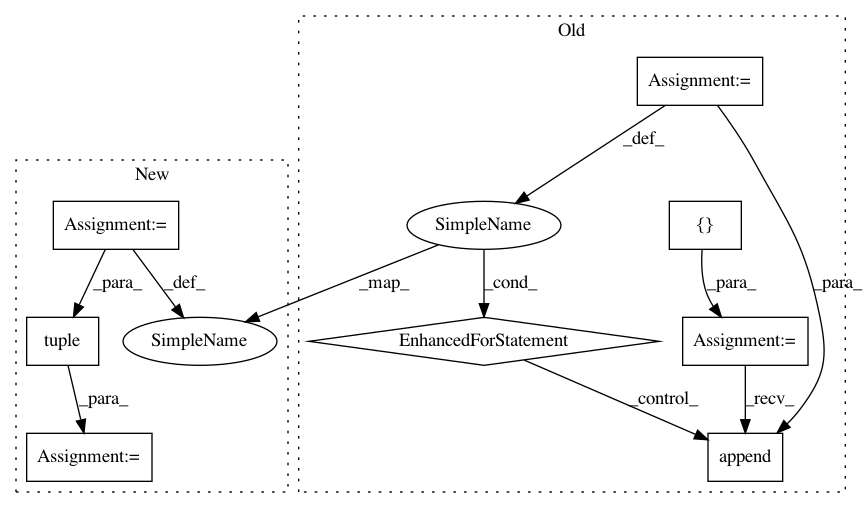 Old
Assignment:=
New
_def_
Assignment:=
SimpleName
{}
_para_
_def_
_map_
_cond_
_para_
_para_
tuple
SimpleName
EnhancedForStatement
Assignment:=
_para_
_control_
_recv_
Assignment:=
append